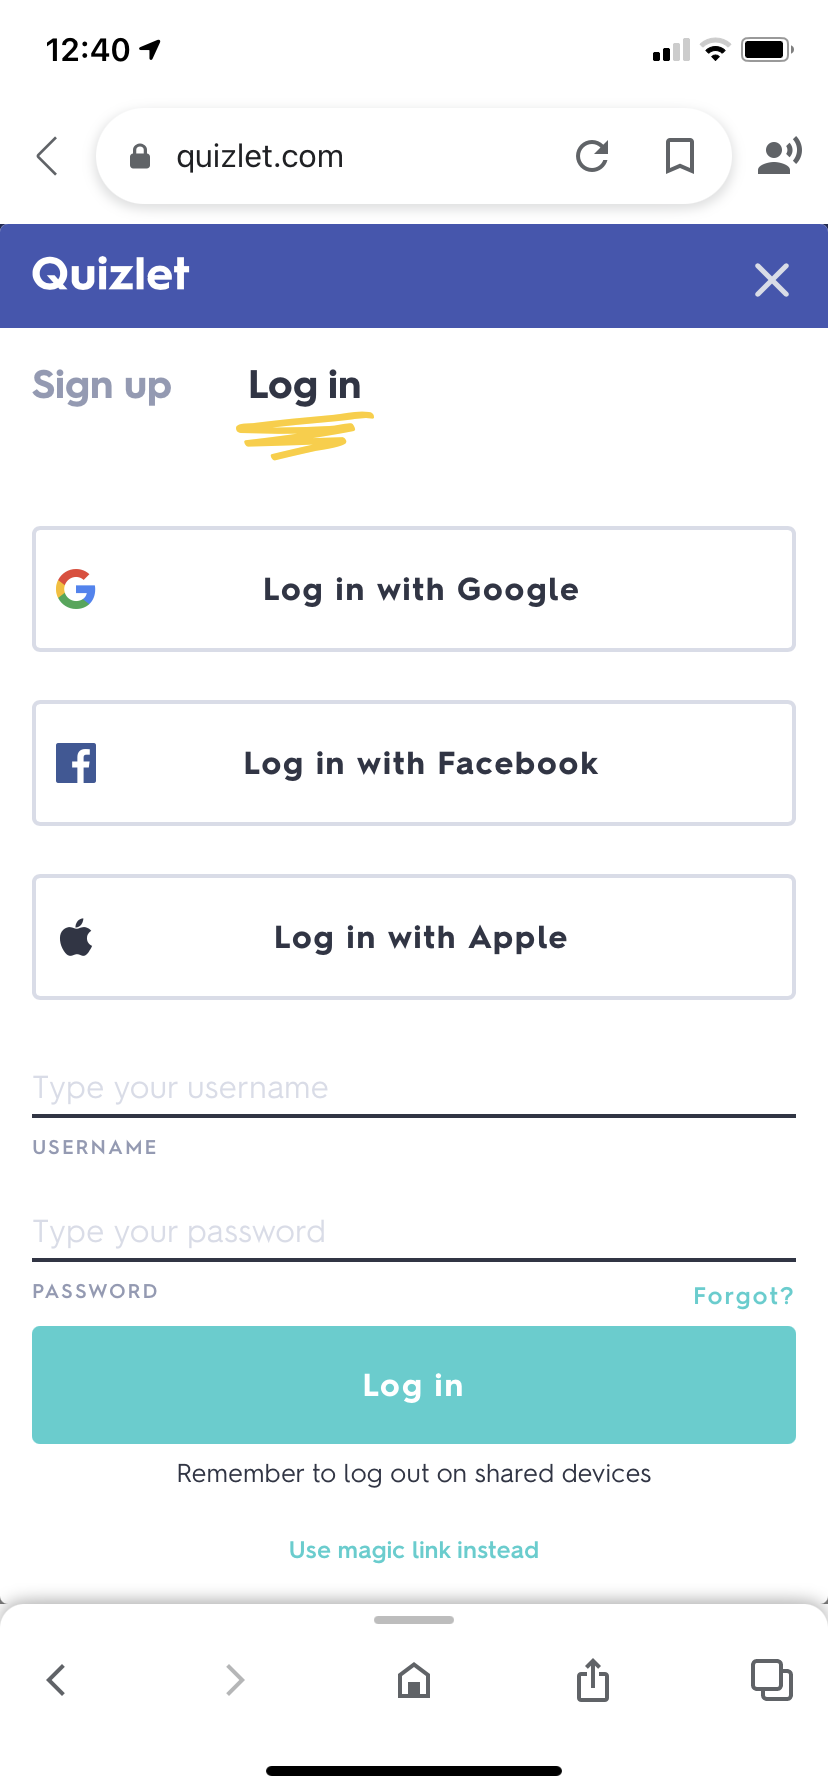 12:40
quizlet.com
Quizlet
Sign up Log in
Log in with Google
Log in with Facebook
Log in with Apple
Type your username
USERNAME
Type your password
PASSWORD Forgot?
Log in
Remember to log out on shared devices
Use magic link instead